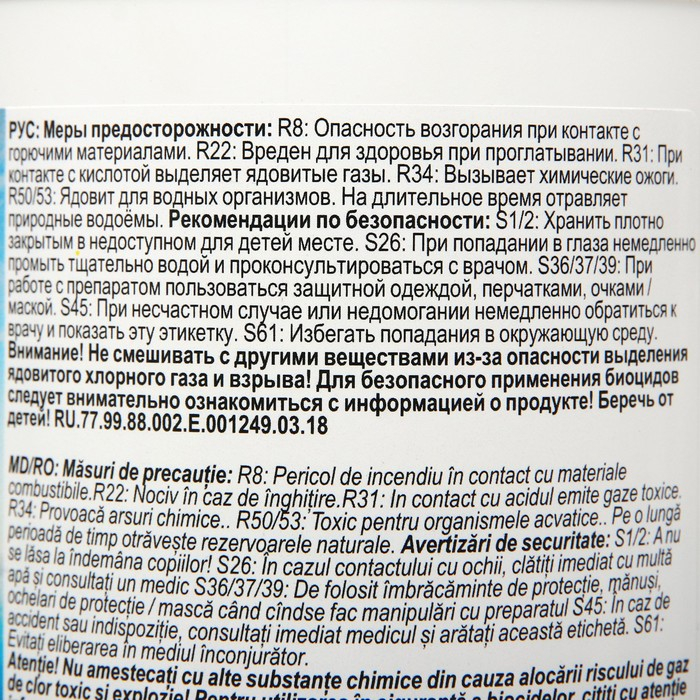 РУС: Меры предосторожности: R8: Опасность возгорания при контакте с
горючими материалами. R22: Вреден для здоровья при проглатывании. R31: При
контакте с кислотой выделяет ядовитые газы. R34: Вызывает химические ожоги.
R50/53: Ядовит для водных организмов. На длительное время отравляет
природные водоёмы. Рекомендации по безопасности: S1/2: Хранить плотно
закрытым в недоступном для детей месте. S26: При попадании в глаза немедленно
промыть тщательно водой и проконсультироваться с врачом. S36/37/39: При
работе с препаратом пользоваться защитной одеждой, перчатками, очками /
маской. S45: При несчастном случае или недомогании немедленно обратиться к
врачу и показать эту этикетку. S61: Избегать попадания в окружающую среду.
Внимание! Не смешивать с другими веществами из-за опасности выделения
ядовитого хлорного газа и взрыва! Для безопасного применения биоцидов
следует внимательно ознакомиться с информацией о продукте! Беречь от
детей! RU.77.99.88.002.E.001249.03.18
MD/RO: Măsuri de precauție: R8: Pericol de incendiu în contact cu materiale
combustibile.R22: Nociv în caz de înghițire.R31: In contact cu acidul emite gaze toxice.
R34: Provoacă arsuri chimice.. R50/53: Toxic pentru organismele acvatice.. Pe o lungă
perioadă de timp otrăvește rezervoarele naturale. Avertizări de securitate: S1/2: A nu
se lăsa la îndemâna copiilor! S26: În cazul contactului cu ochii, clătiți imediat cu multă
apă și consultați un medic S36/37/39: De folosit îmbrăcăminte de protecție, mănuși,
ochelari de protecție / mască când cîndse fac manipulări cu preparatul S45: În caz de
accident sau indispoziție, consultați imediat medicul și arătați această etichetă. S61:
Evitați eliberarea în mediul înconjurător.
Atenție! Nu amestecați cu alte substanțe chimice din cauza alocării riscului de gaz
de clor toxic si exploziei! Pentru utilizarea în siguranță a biocidelor, citiți cu atenție